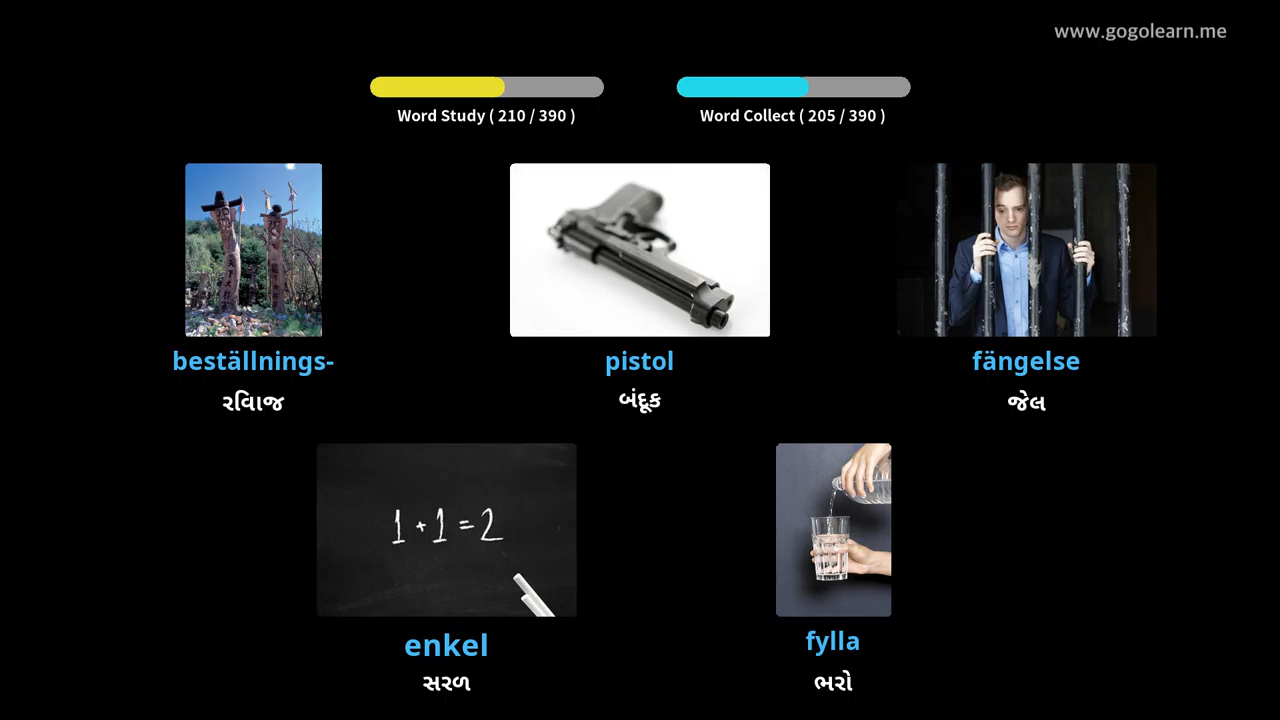 www.gogolearn.me
Word Study ( 210 / 390 )
Word Collect ( 205 / 390 )
beställnings-
pistol
fängelse
રવિાજ
બંદૂક
જેલ
1 + 1 = 2
enkel
fylla
સરળ
ભરો